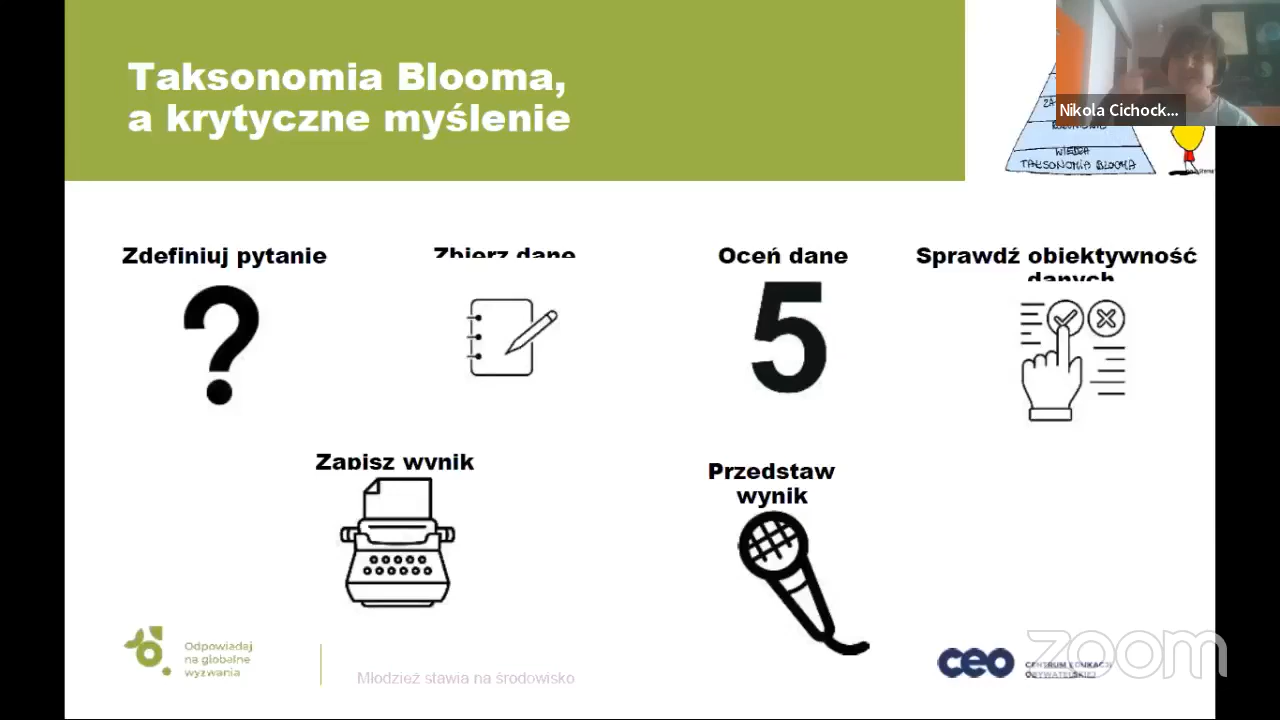 Taksonomia Blooma,
a krytyczne myślenie
Nikola Cichock...
WIEDZA
TAKSONOMIA BLOOMA
Zdefiniuj pytanie
Zbierz dane
Oceń dane
Sprawdź obiektywność
danych
5
Zapisz wynik
Przedstaw
wynik
Odpowiadaj
na globalne
wyzwania
Młodzież stawia na środowisko
CEO
CENTRUM EDUKACJI
OBYWATELSKIEJ
zoom